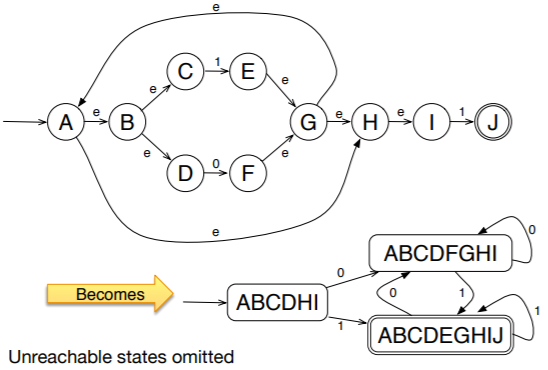 e
C
1
E
e
e
A
e
B
G
e
H
e
I
1
J
e
D
0
F
e
e
ABCDFGHI
0
Becomes
ABCDHI
0
0
1
1
ABCDEGHIJ
1
Unreachable states omitted